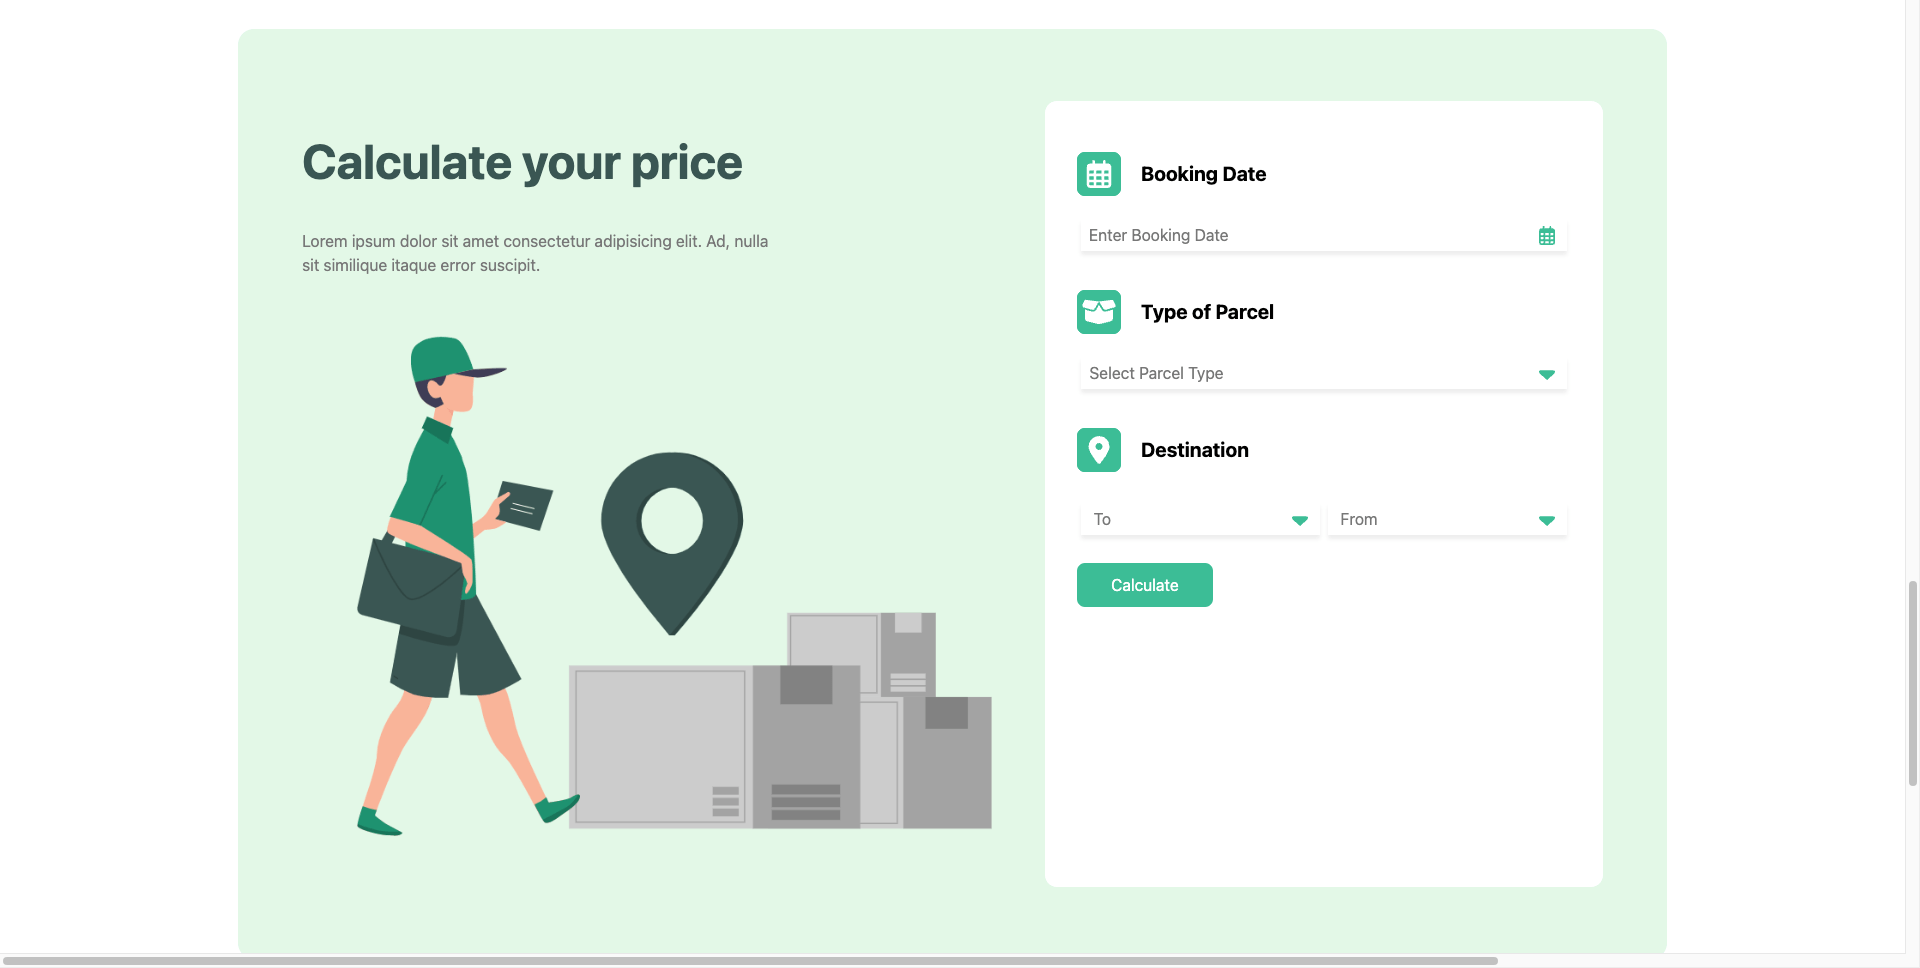 Calculate your price
Lorem ipsum dolor sit amet consectetur adipisicing elit. Ad, nulla
sit similique itaque error suscipit.
Booking Date
Enter Booking Date
Type of Parcel
Select Parcel Type
Destination
To
From
Calculate